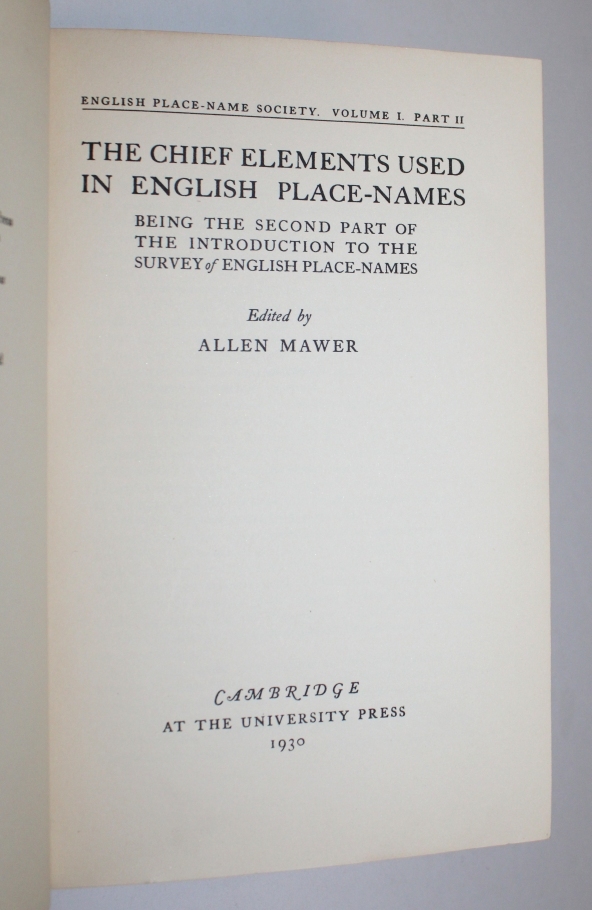 ENGLISH PLACE-NAME SOCIETY. VOLUME I. PART II
THE CHIEF ELEMENTS USED
IN ENGLISH PLACE-NAMES
BEING THE SECOND PART OF
THE INTRODUCTION TO THE
SURVEY of ENGLISH PLACE-NAMES
Edited by
ALLEN MAWER
CAMBRIDGE
AT THE UNIVERSITY PRESS
1930